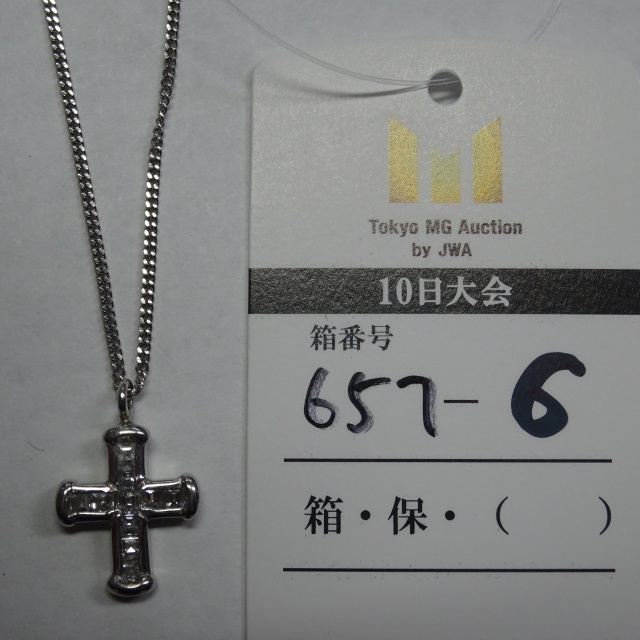 Tokyo MG Auction
by JWA
10日大会
箱番号
657-6
箱・保・（　　）